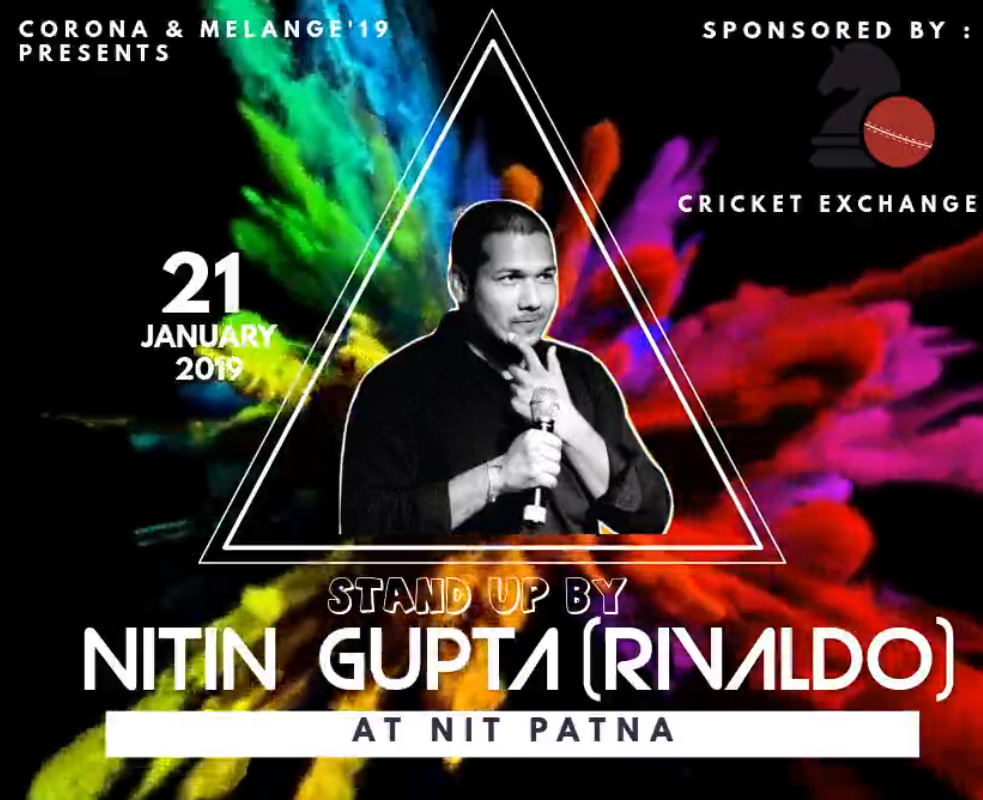 CORONA & MELANGE'19
PRESENTS
SPONSORED BY :
CRICKET EXCHANGE
21
JANUARY
2019
STAND UP BY
NITIN GUPTA (RIVALDO)
AT NIT PATNA